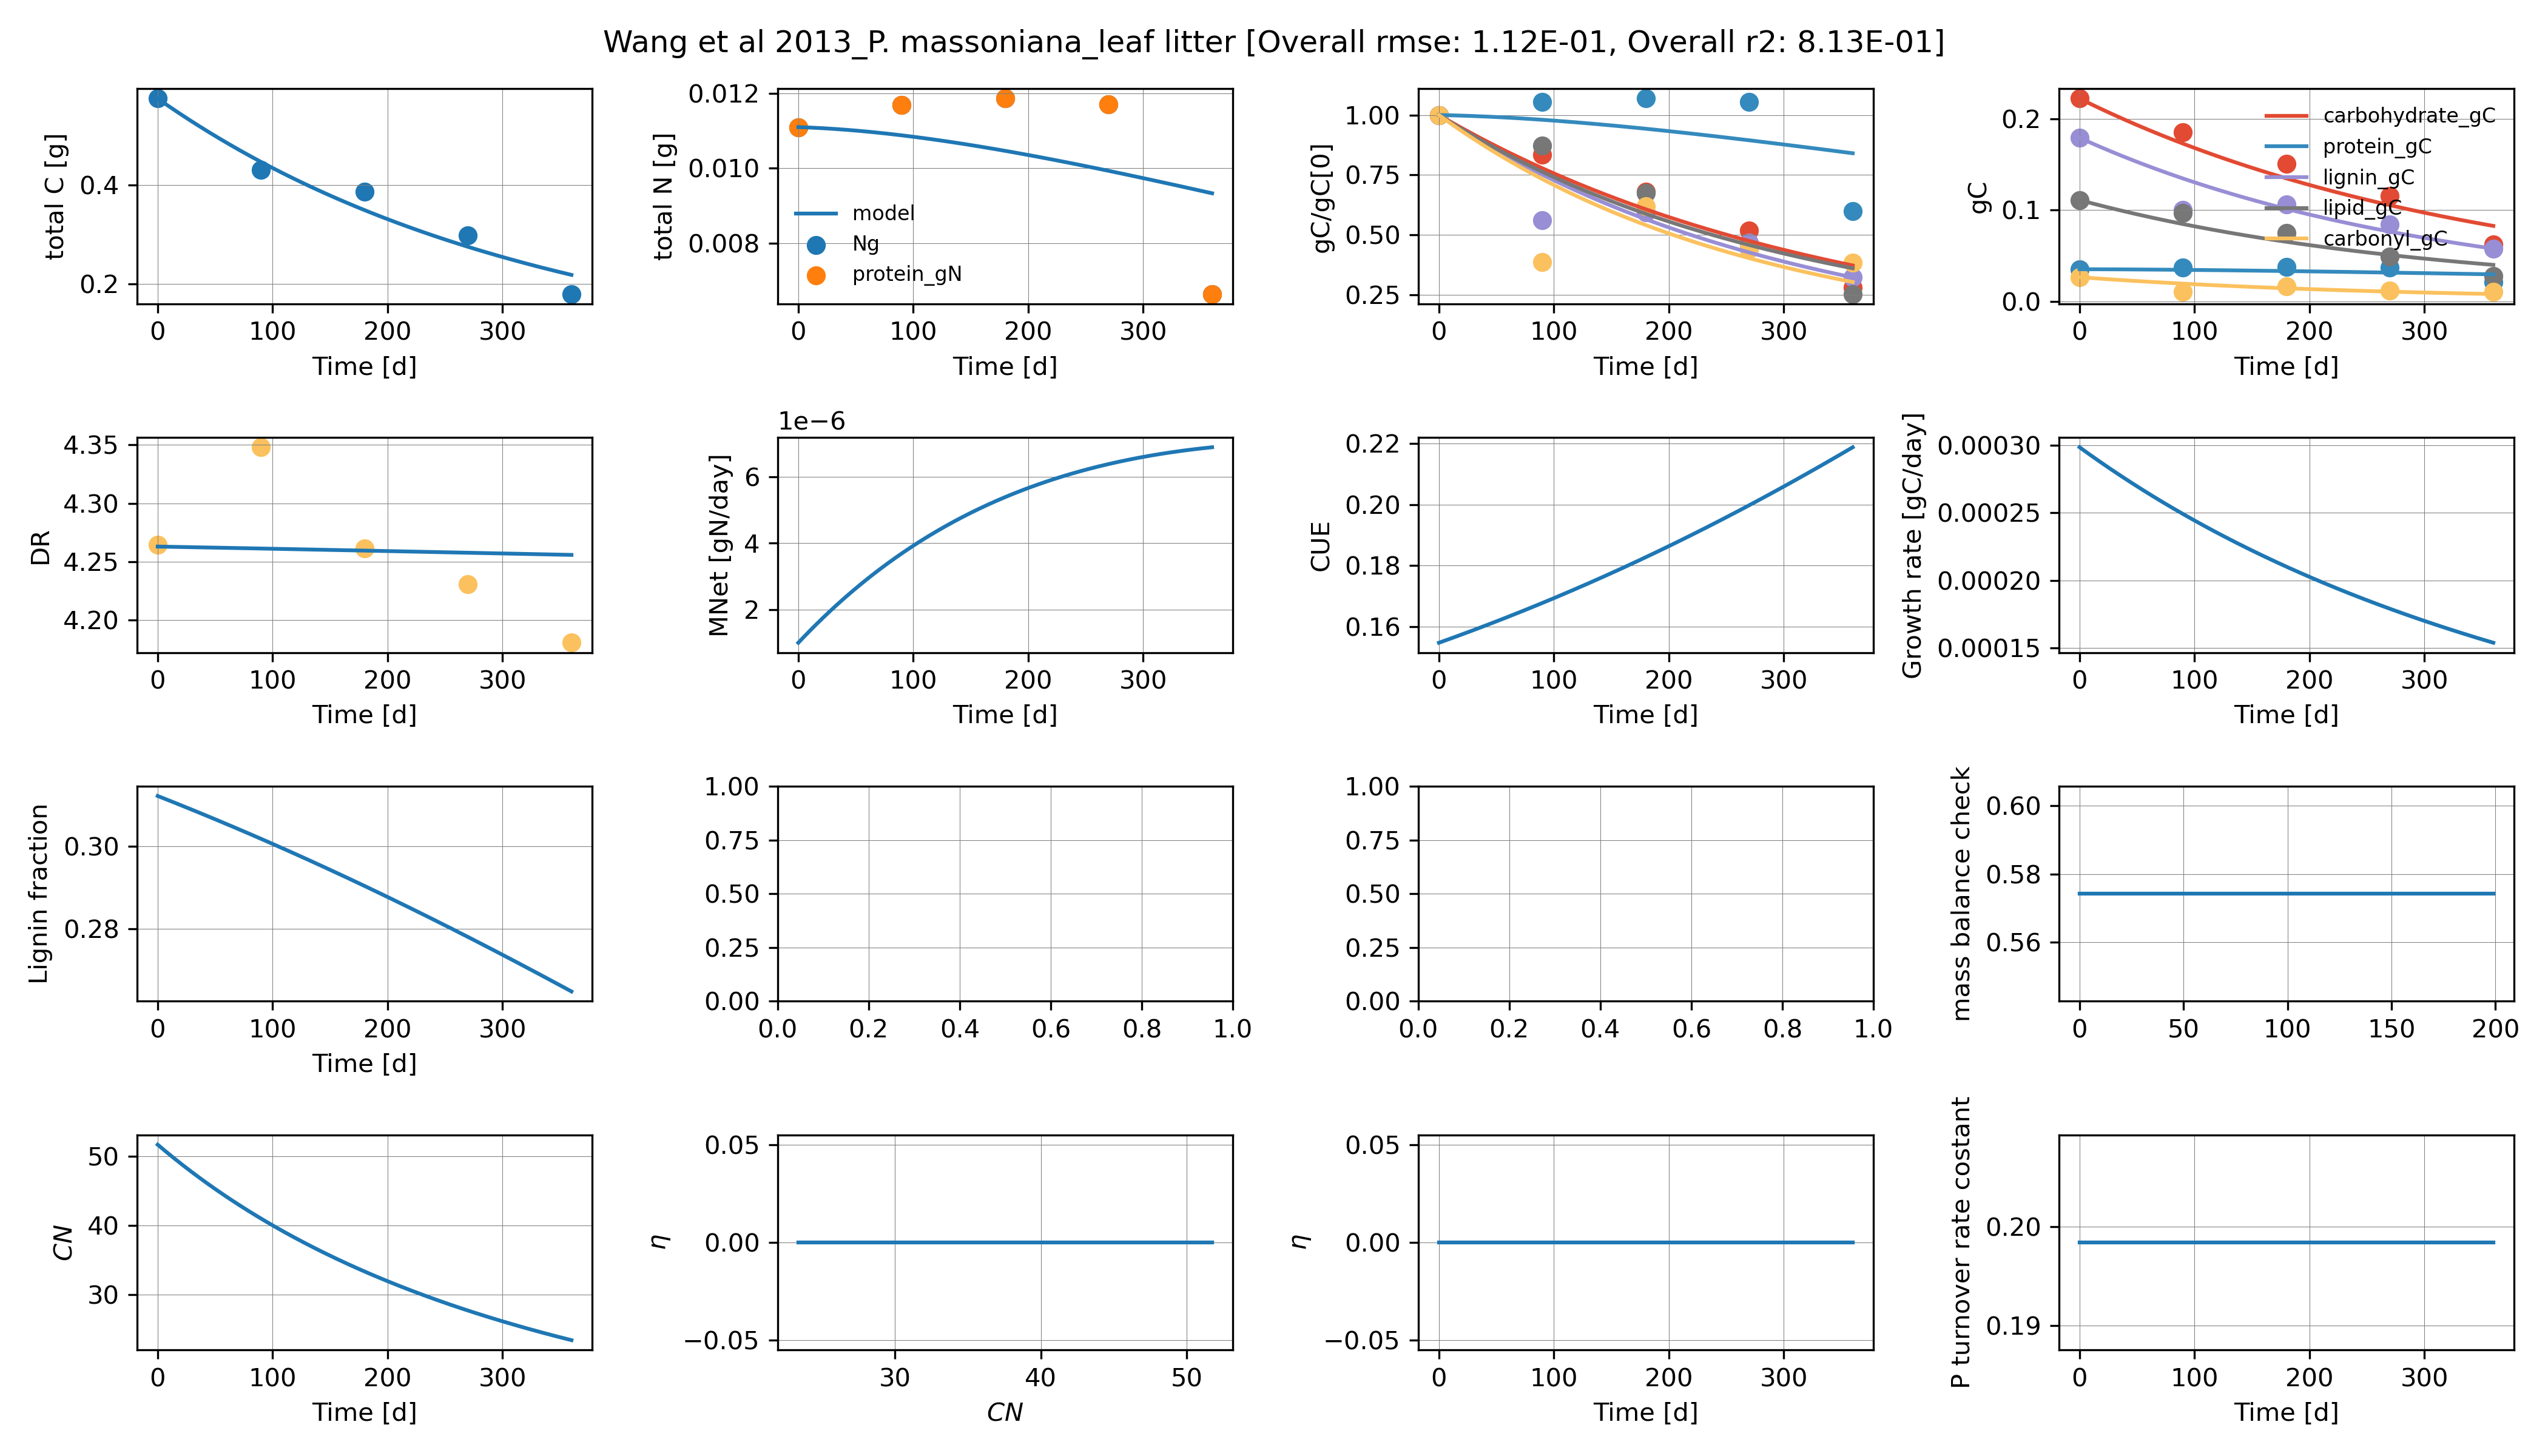 Wang et al 2013_P. massoniana_leaf litter [Overall rmse: 1.12E-01, Overall r2: 8.13E-01]
total C [g]
0.4
0.2
0 100 200 300
Time [d]
total N [g]
0.012
0.010
0.008
model
Ng
protein_gN
0 100 200 300
Time [d]
gC/gC[0]
1.00
0.75
0.50
0.25
0 100 200 300
Time [d]
gC
0.2
0.1
0.0
carbohydrate_gC
protein_gC
lignin_gC
lipid_gC
carbonyl_gC
0 100 200 300
Time [d]
DR
4.35
4.30
4.25
4.20
0 100 200 300
Time [d]
1e−6
MNet [gN/day]
6
4
2
0 100 200 300
Time [d]
CUE
0.22
0.20
0.18
0.16
0 100 200 300
Time [d]
Growth rate [gC/day]
0.00030
0.00025
0.00020
0.00015
0 100 200 300
Time [d]
Lignin fraction
0.30
0.28
0 100 200 300
Time [d]
1.00
0.75
0.50
0.25
0.00
0.0 0.2 0.4 0.6 0.8 1.0
1.00
0.75
0.50
0.25
0.00
0.0 0.2 0.4 0.6 0.8 1.0
mass balance check
0.60
0.58
0.56
0 50 100 150 200
CN
50
40
30
0 100 200 300
Time [d]
η
0.05
0.00
−0.05
30 40 50
CN
η
0.05
0.00
−0.05
0 100 200 300
Time [d]
P turnover rate costant
0.20
0.19
0 100 200 300
Time [d]